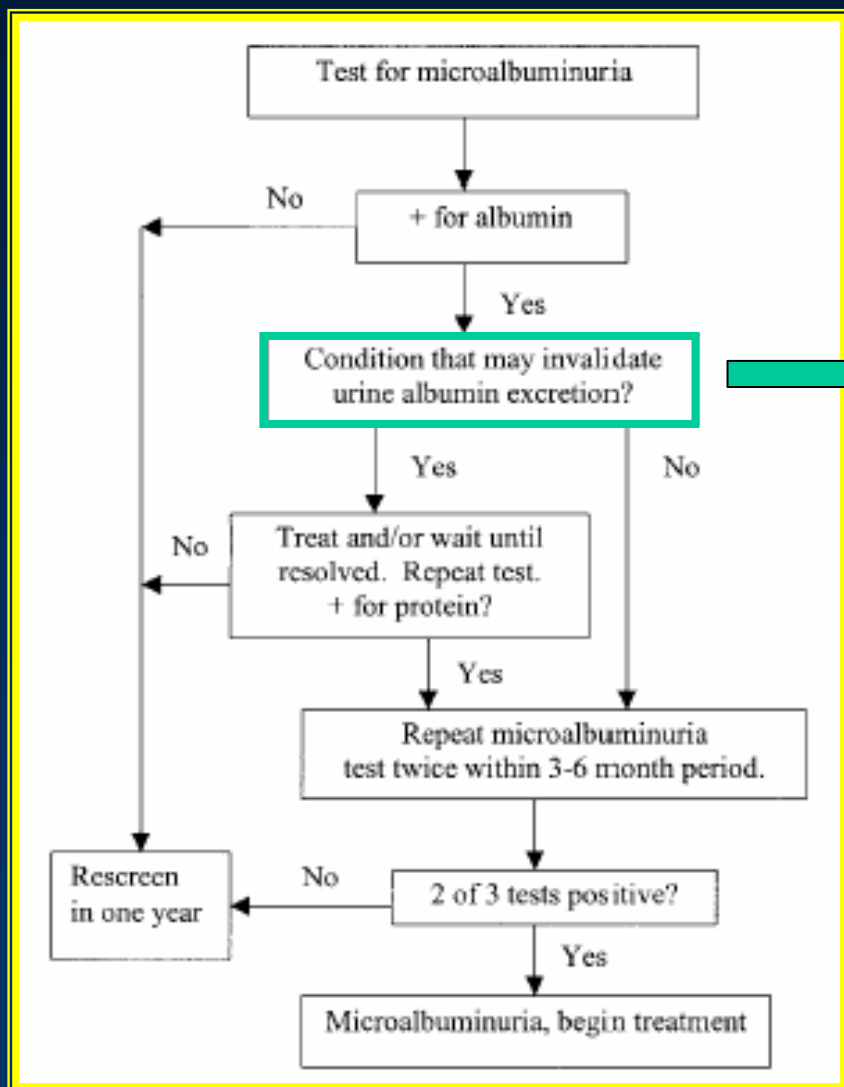 Test for microalbuminuria
No
+ for albumin
Yes
Condition that may invalidate
urine albumin excretion?
Yes
No
No
Treat and/or wait until
resolved. Repeat test.
+ for protein?
Yes
Repeat microalbuminuria
test twice within 3-6 month period.
Rescreen
in one year
No
2 of 3 tests positive?
Yes
Microalbuminuria, begin treatment